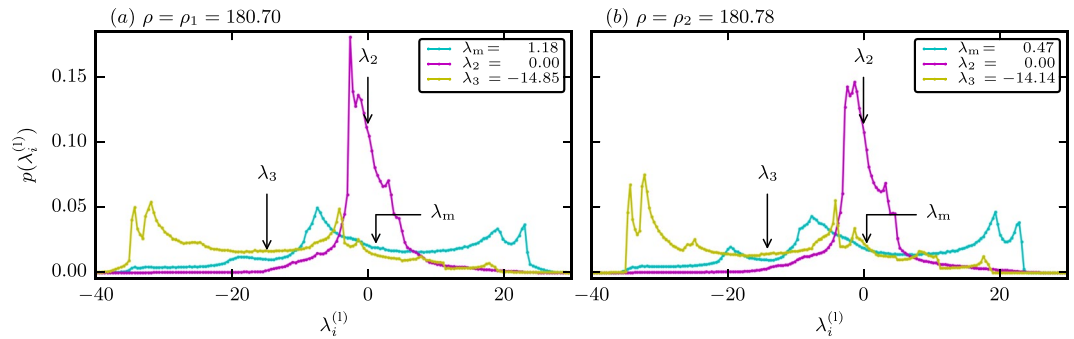 (a) ρ = ρ₁ = 180.70
(b) ρ = ρ₂ = 180.78
p(λᵢ⁽¹⁾)
0.15
0.10
0.05
0.00
λₘ = 1.18
λ₂ = 0.00
λ₃ = −14.85
λ₂
λ₃
λₘ
−40
−20
0
20
λᵢ⁽¹⁾
λₘ = 0.47
λ₂ = 0.00
λ₃ = −14.14
λ₂
λ₃
λₘ
−40
−20
0
20
λᵢ⁽¹⁾